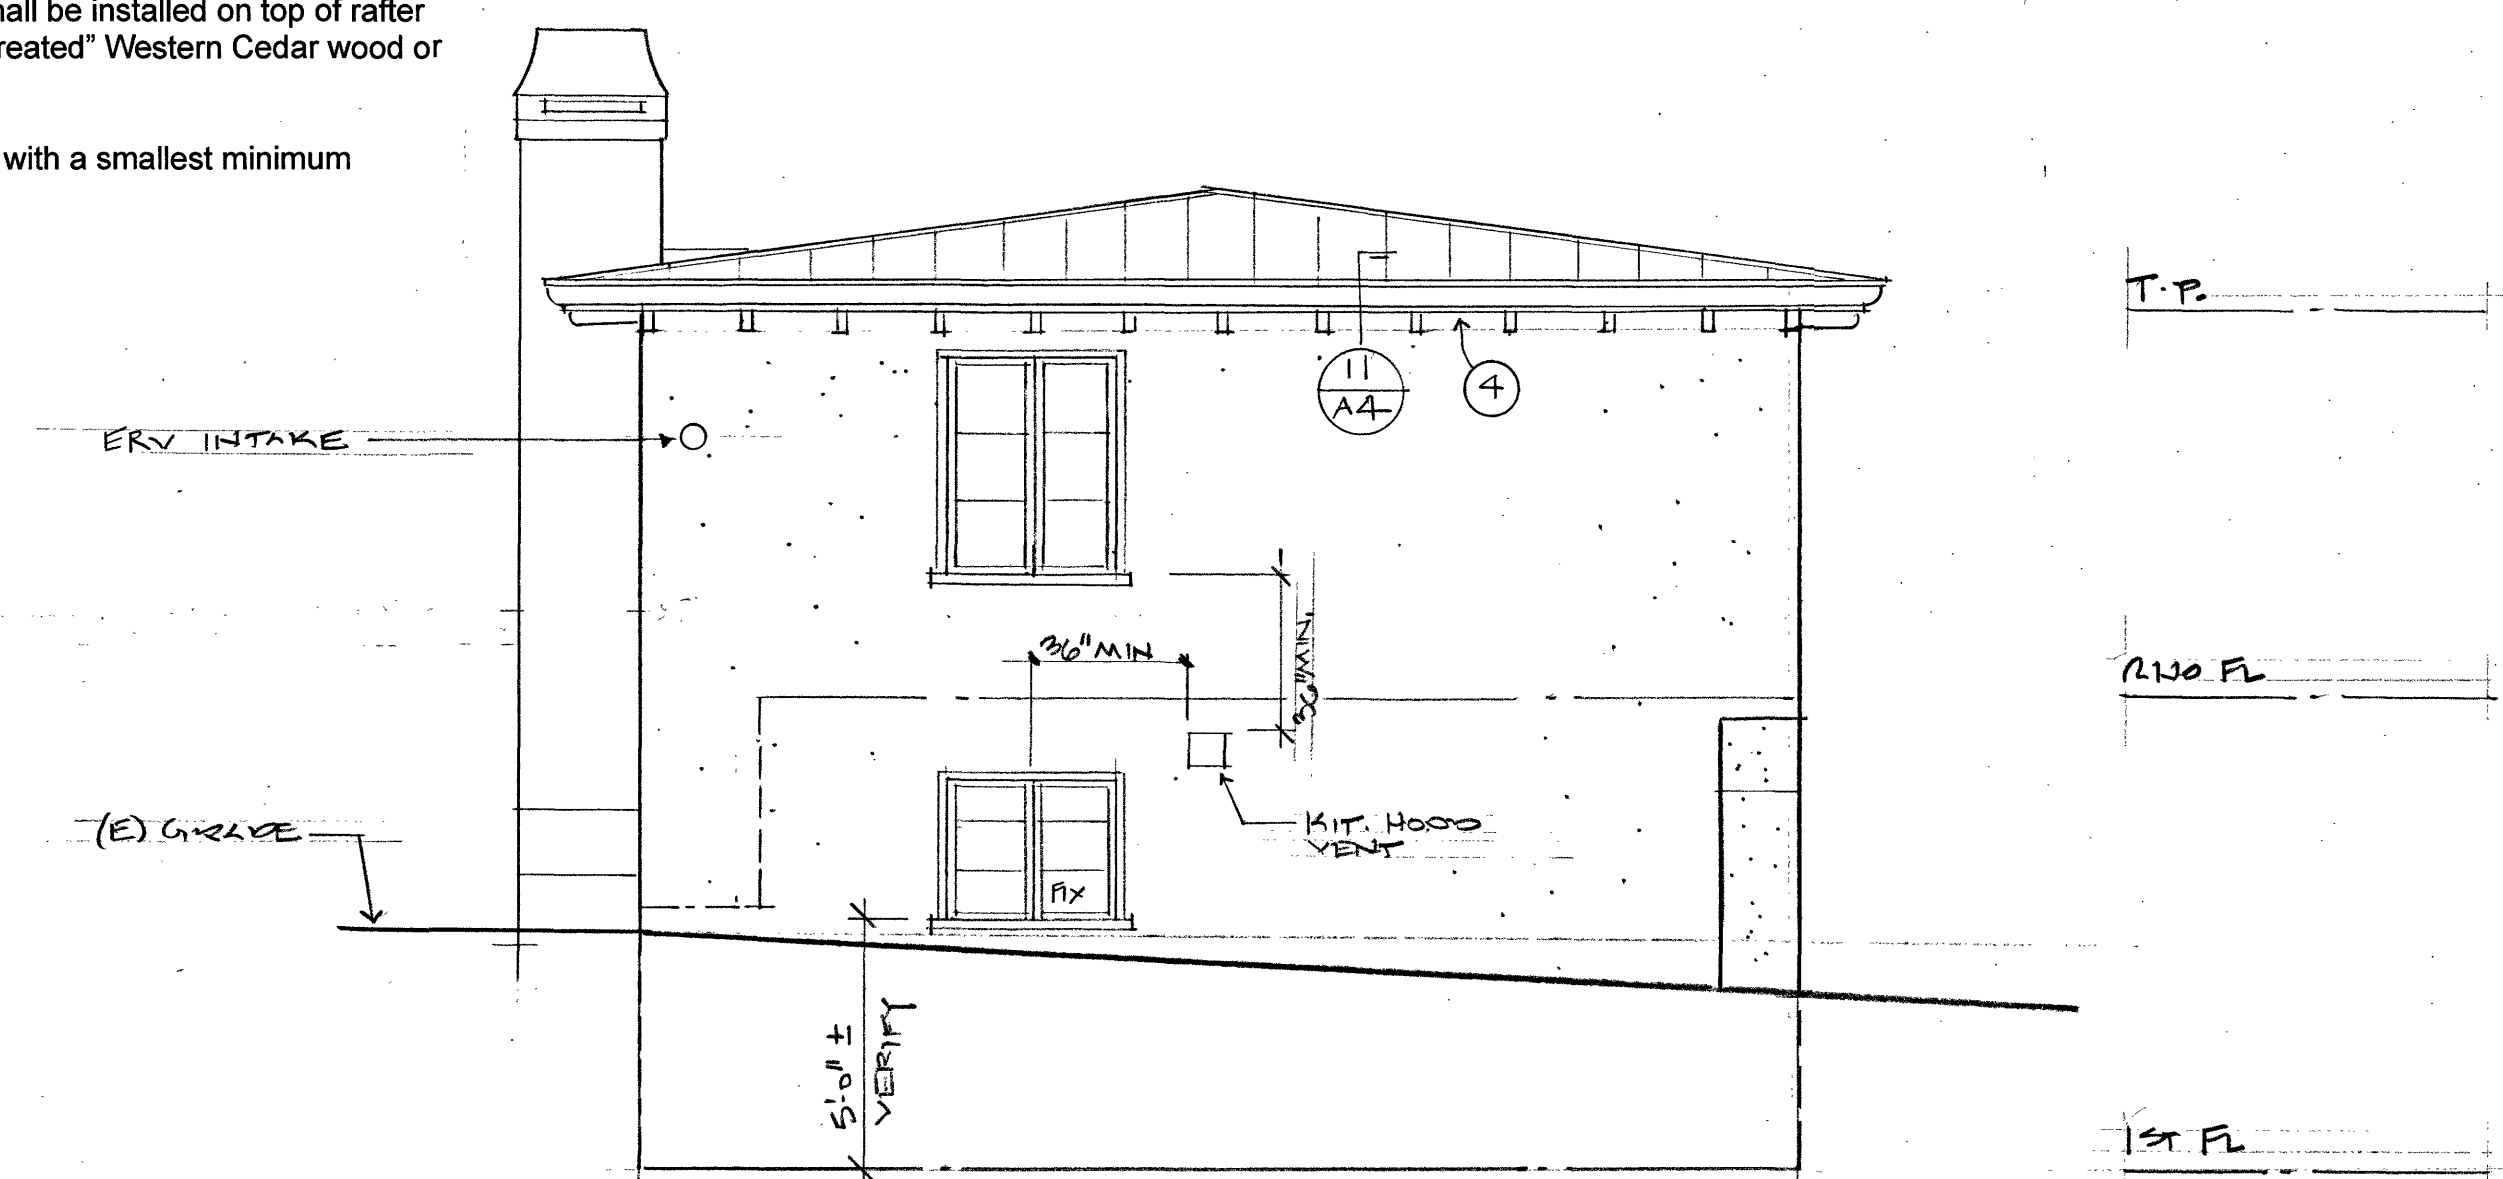 hall be installed on top of rafter
reated” Western Cedar wood or
with a smallest minimum
T.P.
11
A4
4
ERV INTAKE
36" MIN
36" MIN.
2ND FL
KIT. HOOD
VENT
(E) GRADE
FIX
5'-0" ±
VERIFY
1ST FL